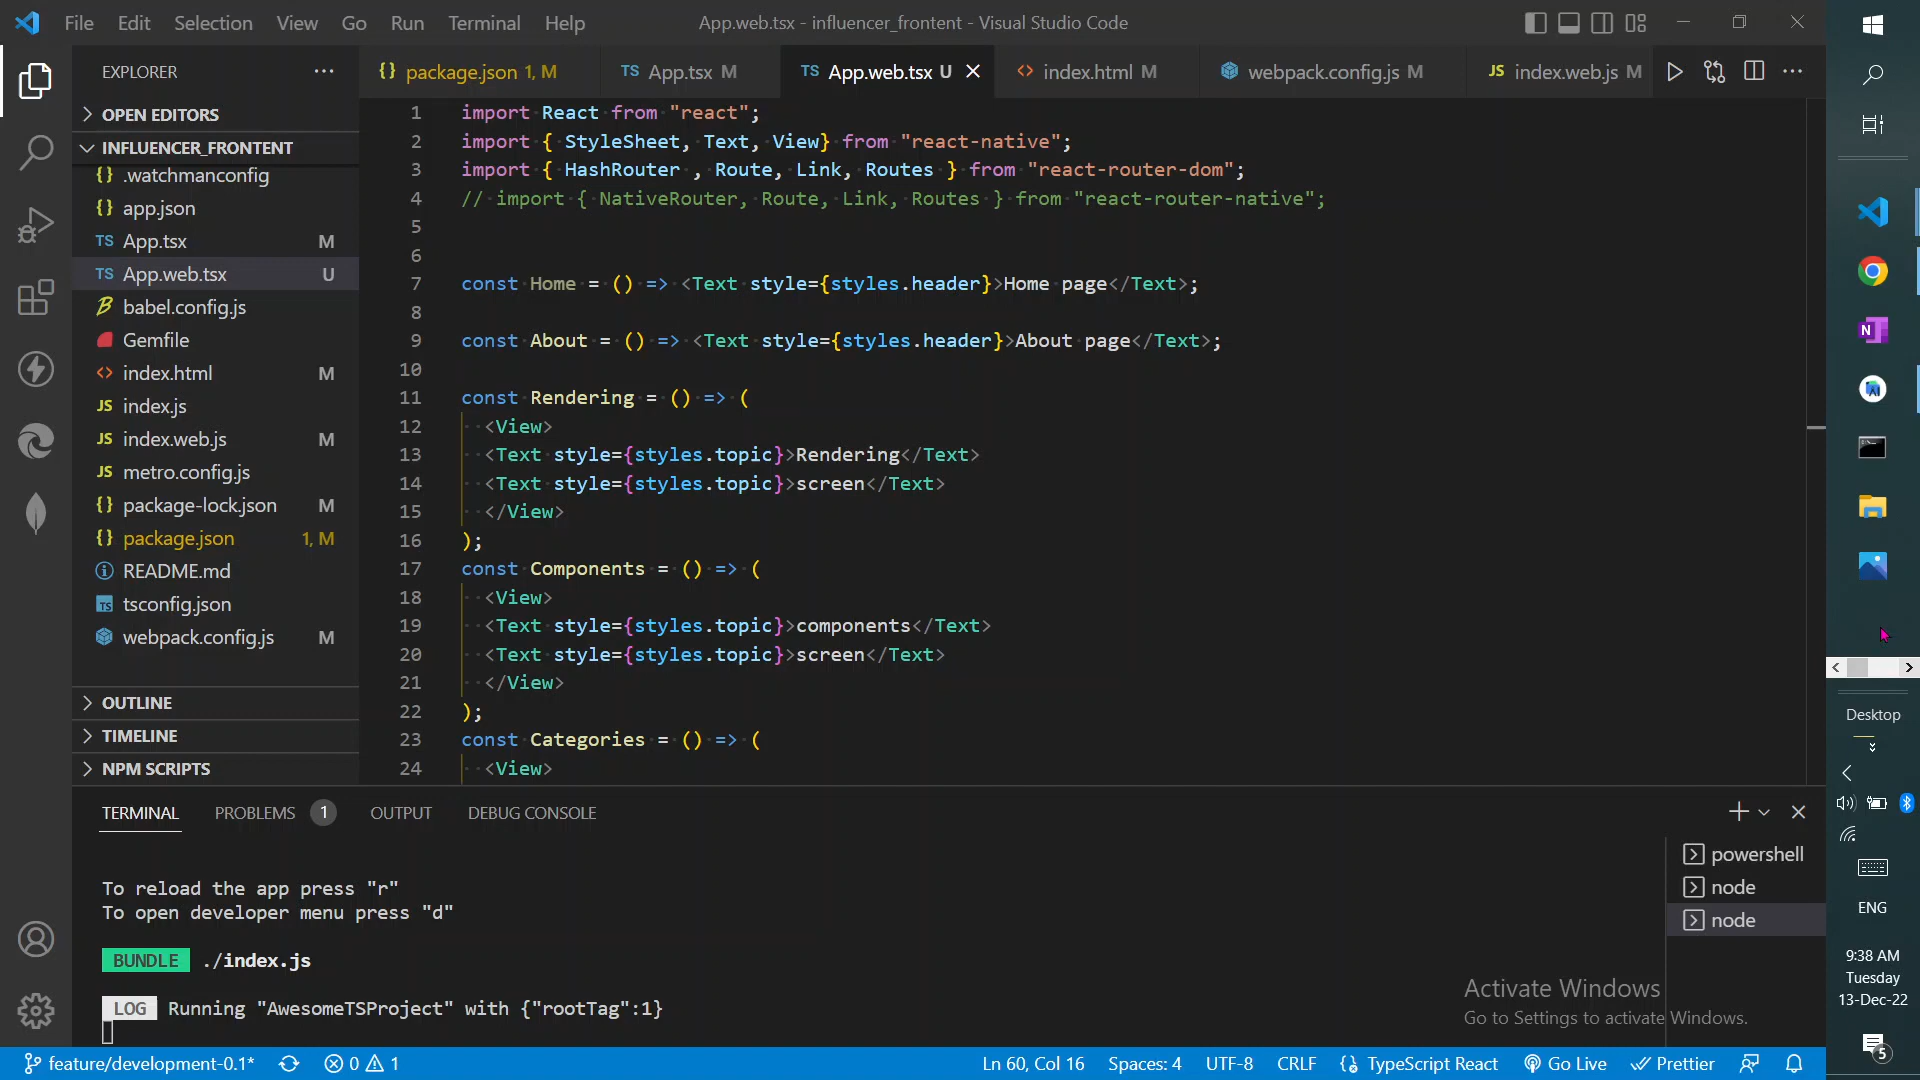 File Edit Selection View Go Run Terminal Help
App.web.tsx - influencer_frontent - Visual Studio Code
EXPLORER
package.json 1, M
TS App.tsx M
TS App.web.tsx U
<> index.html M
webpack.config.js M
JS index.web.js M
OPEN EDITORS
INFLUENCER_FRONTENT
{} .watchmanconfig
{} app.json
TS App.tsx M
TS App.web.tsx U
babel.config.js
Gemfile
<> index.html M
JS index.js
JS index.web.js M
JS metro.config.js
{} package-lock.json M
{} package.json 1, M
README.md
TS tsconfig.json
webpack.config.js M
OUTLINE
TIMELINE
NPM SCRIPTS
1 import React from "react";
2 import { StyleSheet, Text, View} from "react-native";
3 import { HashRouter , Route, Link, Routes } from "react-router-dom";
4 // import { NativeRouter, Route, Link, Routes } from "react-router-native";
5
6
7 const Home = () => <Text style={styles.header}>Home page</Text>;
8
9 const About = () => <Text style={styles.header}>About page</Text>;
10
11 const Rendering = () => (
12 <View>
13 <Text style={styles.topic}>Rendering</Text>
14 <Text style={styles.topic}>screen</Text>
15 </View>
16 );
17 const Components = () => (
18 <View>
19 <Text style={styles.topic}>components</Text>
20 <Text style={styles.topic}>screen</Text>
21 </View>
22 );
23 const Categories = () => (
24 <View>
TERMINAL PROBLEMS 1 OUTPUT DEBUG CONSOLE
To reload the app press "r"
To open developer menu press "d"
BUNDLE ./index.js
LOG Running "AwesomeTSProject" with {"rootTag":1}
powershell
node
node
Activate Windows
Go to Settings to activate Windows.
feature/development-0.1* 0 1
Ln 60, Col 16 Spaces: 4 UTF-8 CRLF {} TypeScript React Go Live Prettier
Desktop
ENG
9:38 AM
Tuesday
13-Dec-22
5